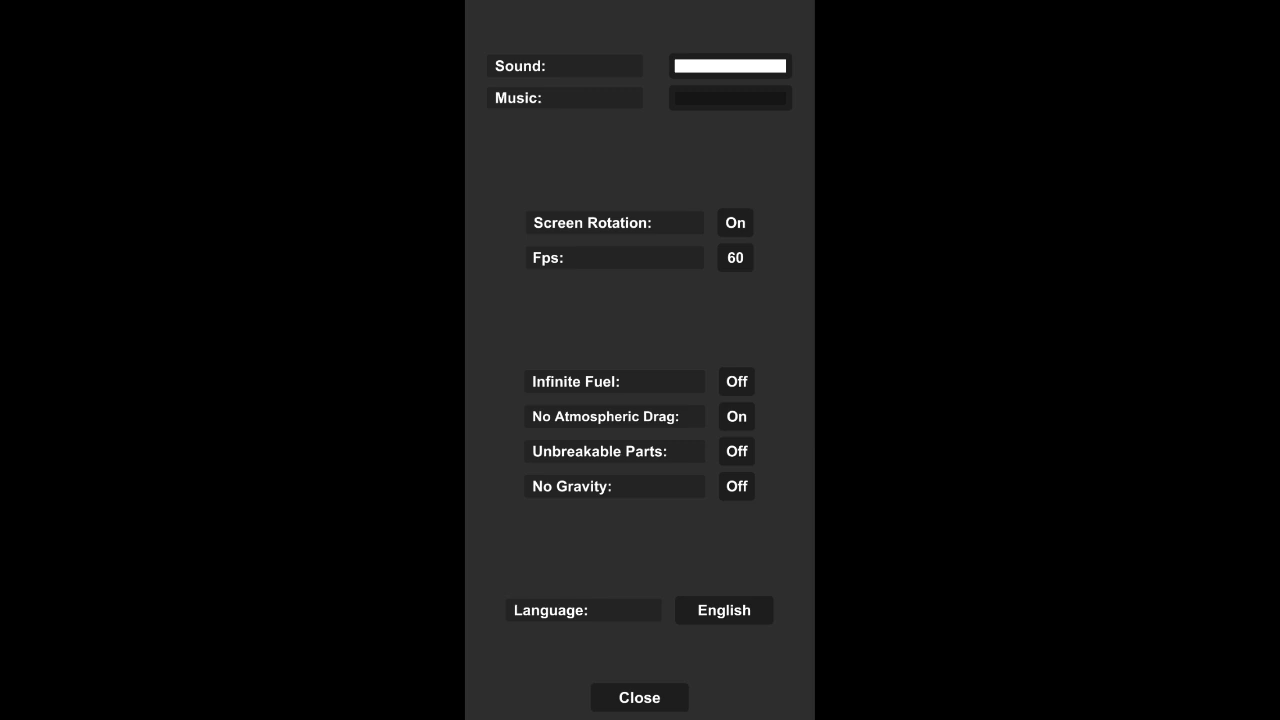 Sound:
Music:
Screen Rotation: On
Fps: 60
Infinite Fuel: Off
No Atmospheric Drag: On
Unbreakable Parts: Off
No Gravity: Off
Language: English
Close